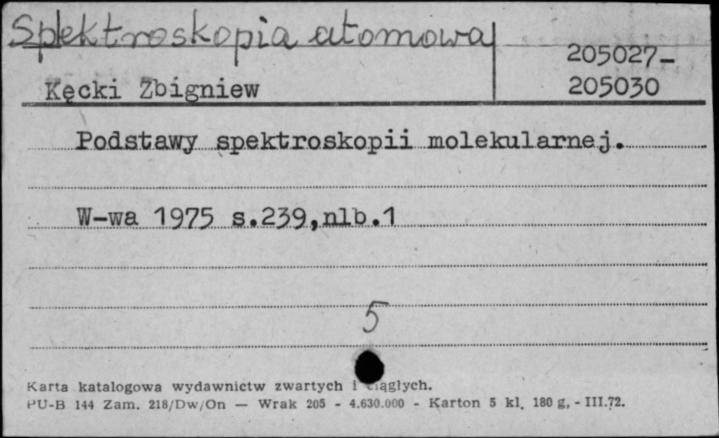 Spektroskopia atomowa
205027-
205030
Kęcki Zbigniew
Podstawy spektroskopii molekularnej.
W-wa 1975 s.239,nlb.1
5
Karta katalogowa wydawnictw zwartych i ciągłych.
PU-B 144 Zam. 218/Dw/On — Wrak 205 - 4.630.000 - Karton 5 kl. 180 g, - III.72.